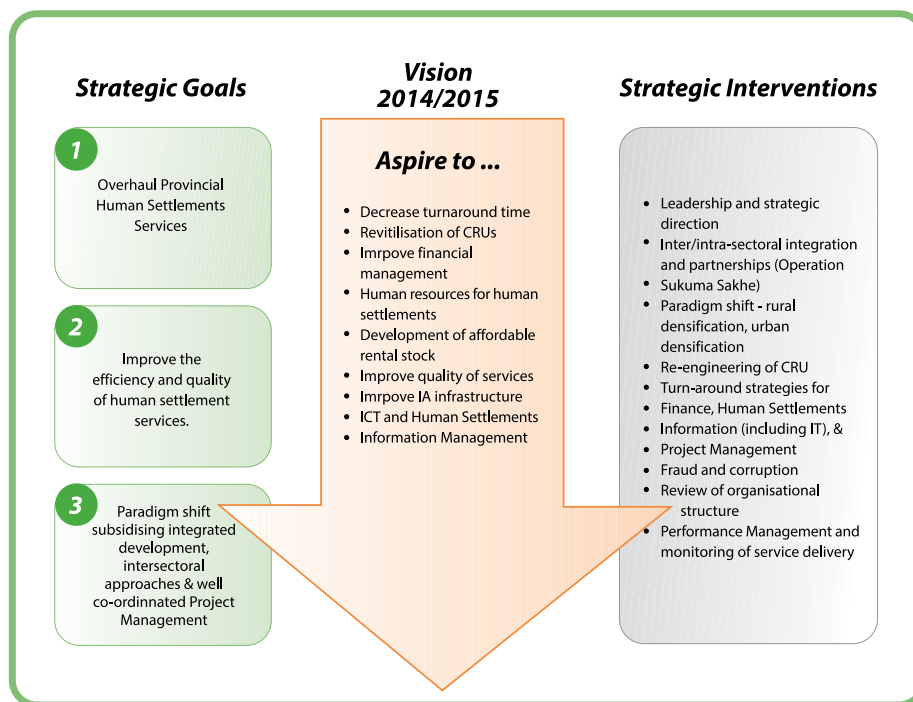 Strategic Goals
1
Overhaul Provincial
Human Settlements
Services
2
Improve the
efficiency and quality
of human settlement
services.
3
Paradigm shift
subsidising integrated
development,
intersectoral
approaches & well
co-ordinnated Project
Management
Vision
2014/2015
Aspire to ...
• Decrease turnaround time
• Revitilisation of CRUs
• Imrpove financial
management
• Human resources for human
settlements
• Development of affordable
rental stock
• Improve quality of services
• Imrpove IA infrastructure
• ICT and Human Settlements
• Information Management
Strategic Interventions
• Leadership and strategic
direction
• Inter/intra-sectoral integration
and partnerships (Operation
• Sukuma Sakhe)
• Paradigm shift - rural
densification, urban
densification
• Re-engineering of CRU
• Turn-around strategies for
• Finance, Human Settlements
• Information (including IT), &
• Project Management
• Fraud and corruption
• Review of organisational
structure
• Performance Management and
monitoring of service delivery